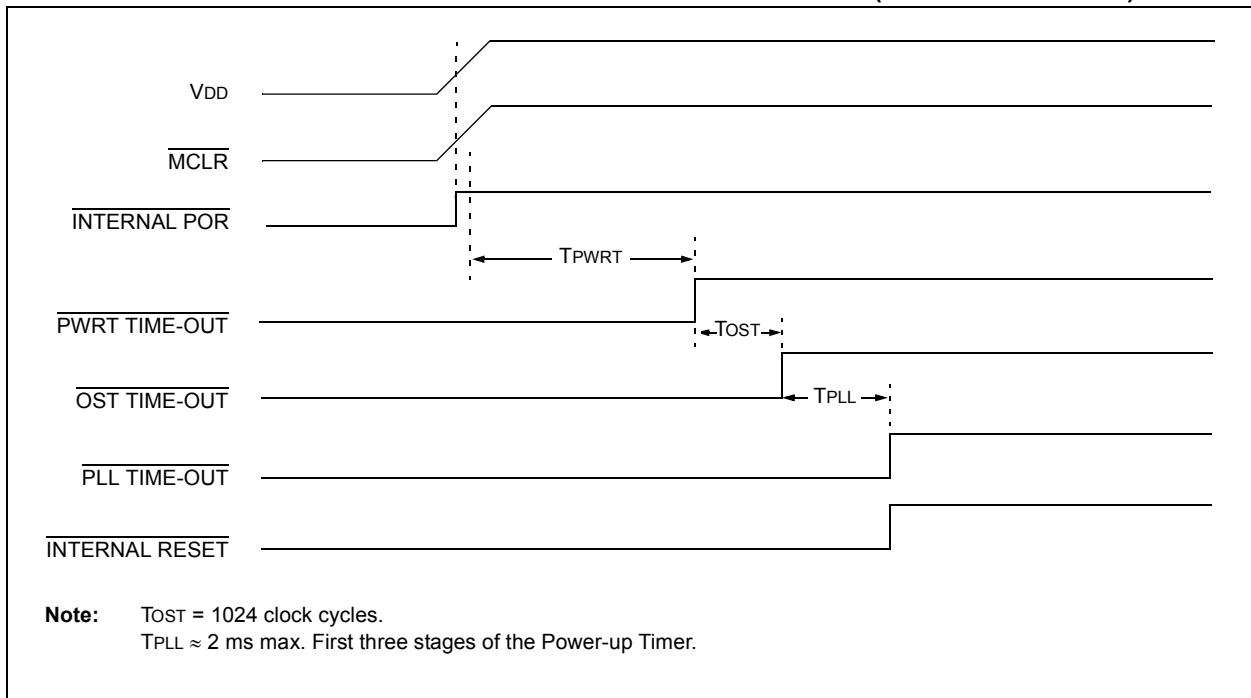 VDD
MCLR
INTERNAL POR
TPWRT
PWRT TIME-OUT
TOST
OST TIME-OUT
TPLL
PLL TIME-OUT
INTERNAL RESET
Note: TOST = 1024 clock cycles.
TPLL ≈ 2 ms max. First three stages of the Power-up Timer.